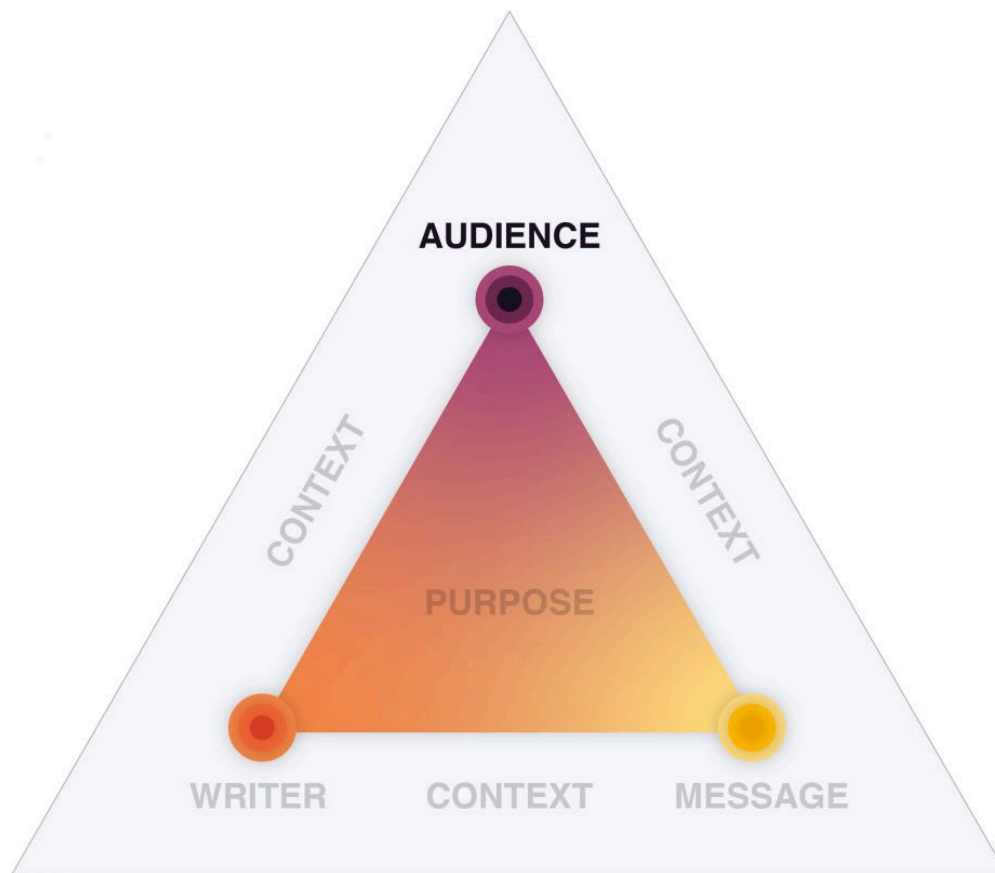 AUDIENCE
CONTEXT
CONTEXT
PURPOSE
WRITER
CONTEXT
MESSAGE